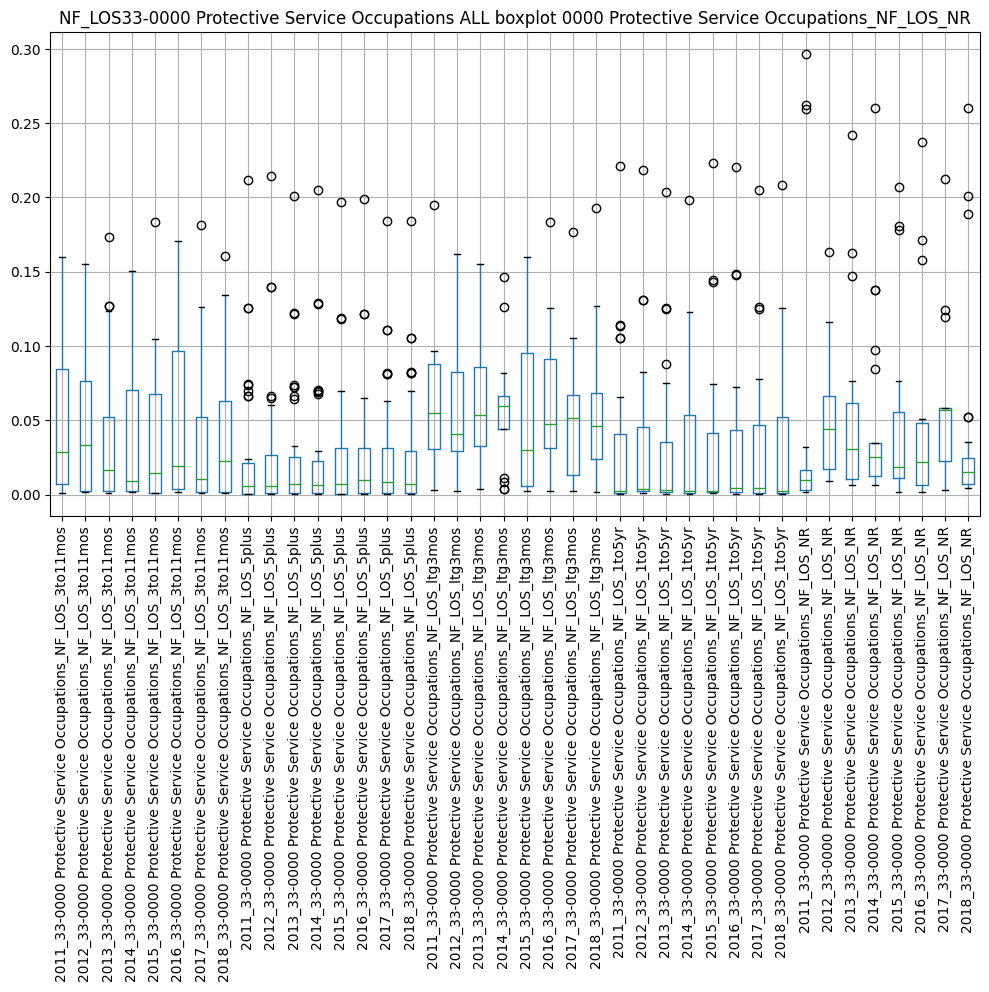 NF_LOS33-0000 Protective Service Occupations ALL boxplot 0000 Protective Service Occupations_NF_LOS_NR
0.30
0.25
0.20
0.15
0.10
0.05
0.00
2011_33-0000 Protective Service Occupations_NF_LOS_3to11mos
2012_33-0000 Protective Service Occupations_NF_LOS_3to11mos
2013_33-0000 Protective Service Occupations_NF_LOS_3to11mos
2014_33-0000 Protective Service Occupations_NF_LOS_3to11mos
2015_33-0000 Protective Service Occupations_NF_LOS_3to11mos
2016_33-0000 Protective Service Occupations_NF_LOS_3to11mos
2017_33-0000 Protective Service Occupations_NF_LOS_3to11mos
2018_33-0000 Protective Service Occupations_NF_LOS_3to11mos
2011_33-0000 Protective Service Occupations_NF_LOS_5plus
2012_33-0000 Protective Service Occupations_NF_LOS_5plus
2013_33-0000 Protective Service Occupations_NF_LOS_5plus
2014_33-0000 Protective Service Occupations_NF_LOS_5plus
2015_33-0000 Protective Service Occupations_NF_LOS_5plus
2016_33-0000 Protective Service Occupations_NF_LOS_5plus
2017_33-0000 Protective Service Occupations_NF_LOS_5plus
2018_33-0000 Protective Service Occupations_NF_LOS_5plus
2011_33-0000 Protective Service Occupations_NF_LOS_ltg3mos
2012_33-0000 Protective Service Occupations_NF_LOS_ltg3mos
2013_33-0000 Protective Service Occupations_NF_LOS_ltg3mos
2014_33-0000 Protective Service Occupations_NF_LOS_ltg3mos
2015_33-0000 Protective Service Occupations_NF_LOS_ltg3mos
2016_33-0000 Protective Service Occupations_NF_LOS_ltg3mos
2017_33-0000 Protective Service Occupations_NF_LOS_ltg3mos
2018_33-0000 Protective Service Occupations_NF_LOS_ltg3mos
2011_33-0000 Protective Service Occupations_NF_LOS_1to5yr
2012_33-0000 Protective Service Occupations_NF_LOS_1to5yr
2013_33-0000 Protective Service Occupations_NF_LOS_1to5yr
2014_33-0000 Protective Service Occupations_NF_LOS_1to5yr
2015_33-0000 Protective Service Occupations_NF_LOS_1to5yr
2016_33-0000 Protective Service Occupations_NF_LOS_1to5yr
2017_33-0000 Protective Service Occupations_NF_LOS_1to5yr
2018_33-0000 Protective Service Occupations_NF_LOS_1to5yr
2011_33-0000 Protective Service Occupations_NF_LOS_NR
2012_33-0000 Protective Service Occupations_NF_LOS_NR
2013_33-0000 Protective Service Occupations_NF_LOS_NR
2014_33-0000 Protective Service Occupations_NF_LOS_NR
2015_33-0000 Protective Service Occupations_NF_LOS_NR
2016_33-0000 Protective Service Occupations_NF_LOS_NR
2017_33-0000 Protective Service Occupations_NF_LOS_NR
2018_33-0000 Protective Service Occupations_NF_LOS_NR